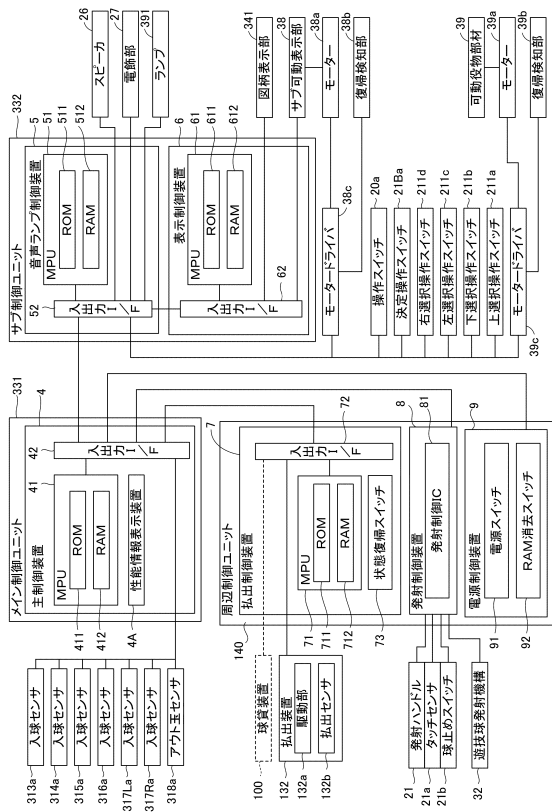 メイン制御ユニット
331
主制御装置
4
MPU
41
ROM
RAM
411
412
性能情報表示装置
4A
入出力I/F
42
313a
入球センサ
314a
入球センサ
315a
入球センサ
316a
入球センサ
317La
入球センサ
317Ra
入球センサ
318a
アウト玉センサ
サブ制御ユニット
332
音声ランプ制御装置
5
MPU
51
ROM
511
RAM
512
入出力I/F
52
表示制御装置
6
MPU
61
ROM
611
RAM
612
入出力I/F
62
スピーカ
26
電飾部
27
ランプ
391
図柄表示部
341
サブ可動表示部
38
モーター
38a
復帰検知部
38b
モータードライバ
38c
操作スイッチ
20a
決定操作スイッチ
21Ba
右選択操作スイッチ
211d
左選択操作スイッチ
211c
下選択操作スイッチ
211b
上選択操作スイッチ
211a
モータードライバ
39c
可動役物部材
39
モーター
39a
復帰検知部
39b
周辺制御ユニット
140
払出制御装置
7
入出力I/F
72
MPU
71
ROM
711
RAM
712
状態復帰スイッチ
73
発射制御装置
8
発射制御IC
81
電源制御装置
9
電源スイッチ
91
RAM消去スイッチ
92
球貸装置
100
払出装置
132
駆動部
132a
払出センサ
132b
発射ハンドル
21
タッチセンサ
21a
球止めスイッチ
21b
遊技球発射機構
32